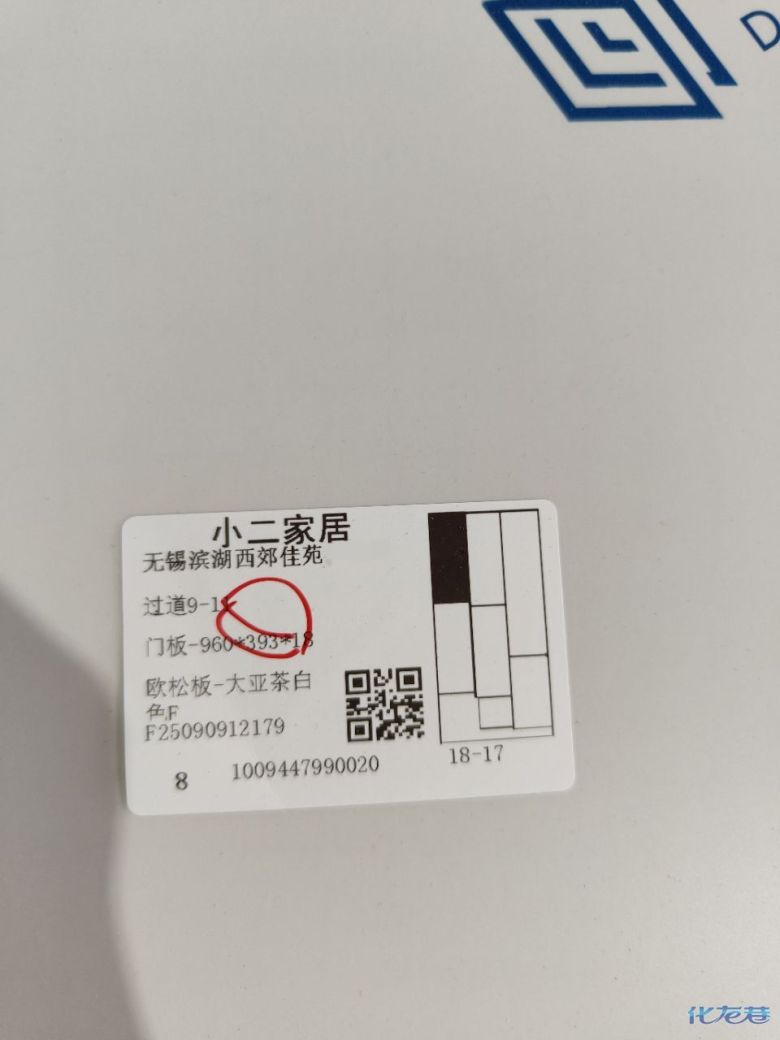 D
小二家居
无锡滨湖西郊佳苑
过道9-11
门板-960*393*18
欧松板-大亚茶白
色F
F25090912179
8
1009447990020
18-17
化龙巷